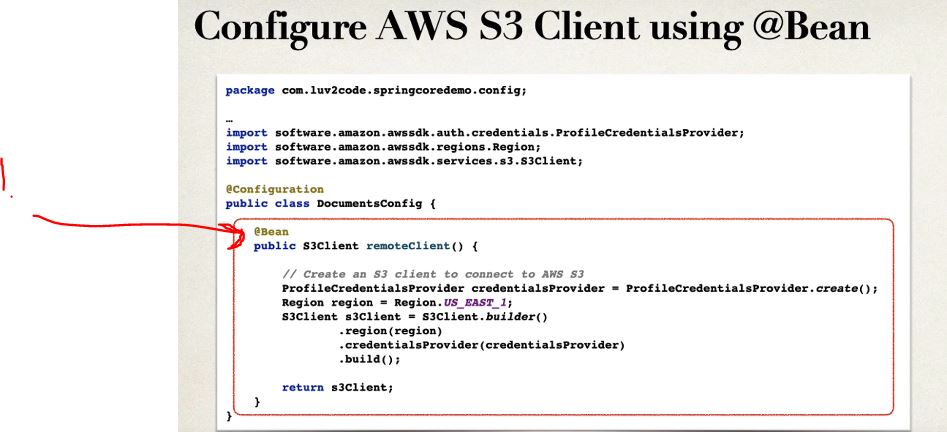 Configure AWS S3 Client using @Bean
package com.luv2code.springcoredemo.config;
…
import software.amazon.awssdk.auth.credentials.ProfileCredentialsProvider;
import software.amazon.awssdk.regions.Region;
import software.amazon.awssdk.services.s3.S3Client;
@Configuration
public class DocumentsConfig {
1.
@Bean
public S3Client remoteClient() {
// Create an S3 client to connect to AWS S3
ProfileCredentialsProvider credentialsProvider = ProfileCredentialsProvider.create();
Region region = Region.US_EAST_1;
S3Client s3Client = S3Client.builder()
.region(region)
.credentialsProvider(credentialsProvider)
.build();
return s3Client;
}
}